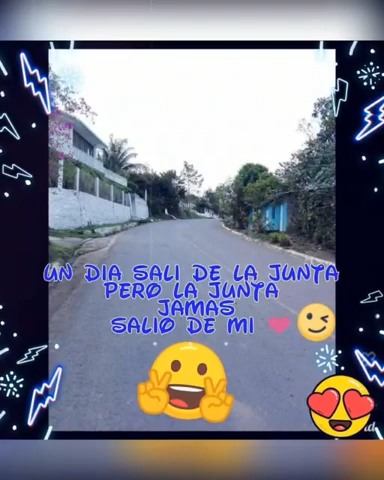 UN DIA SALI DE LA JUNTA
PERO LA JUNTA
JAMAS
SALIO DE MI